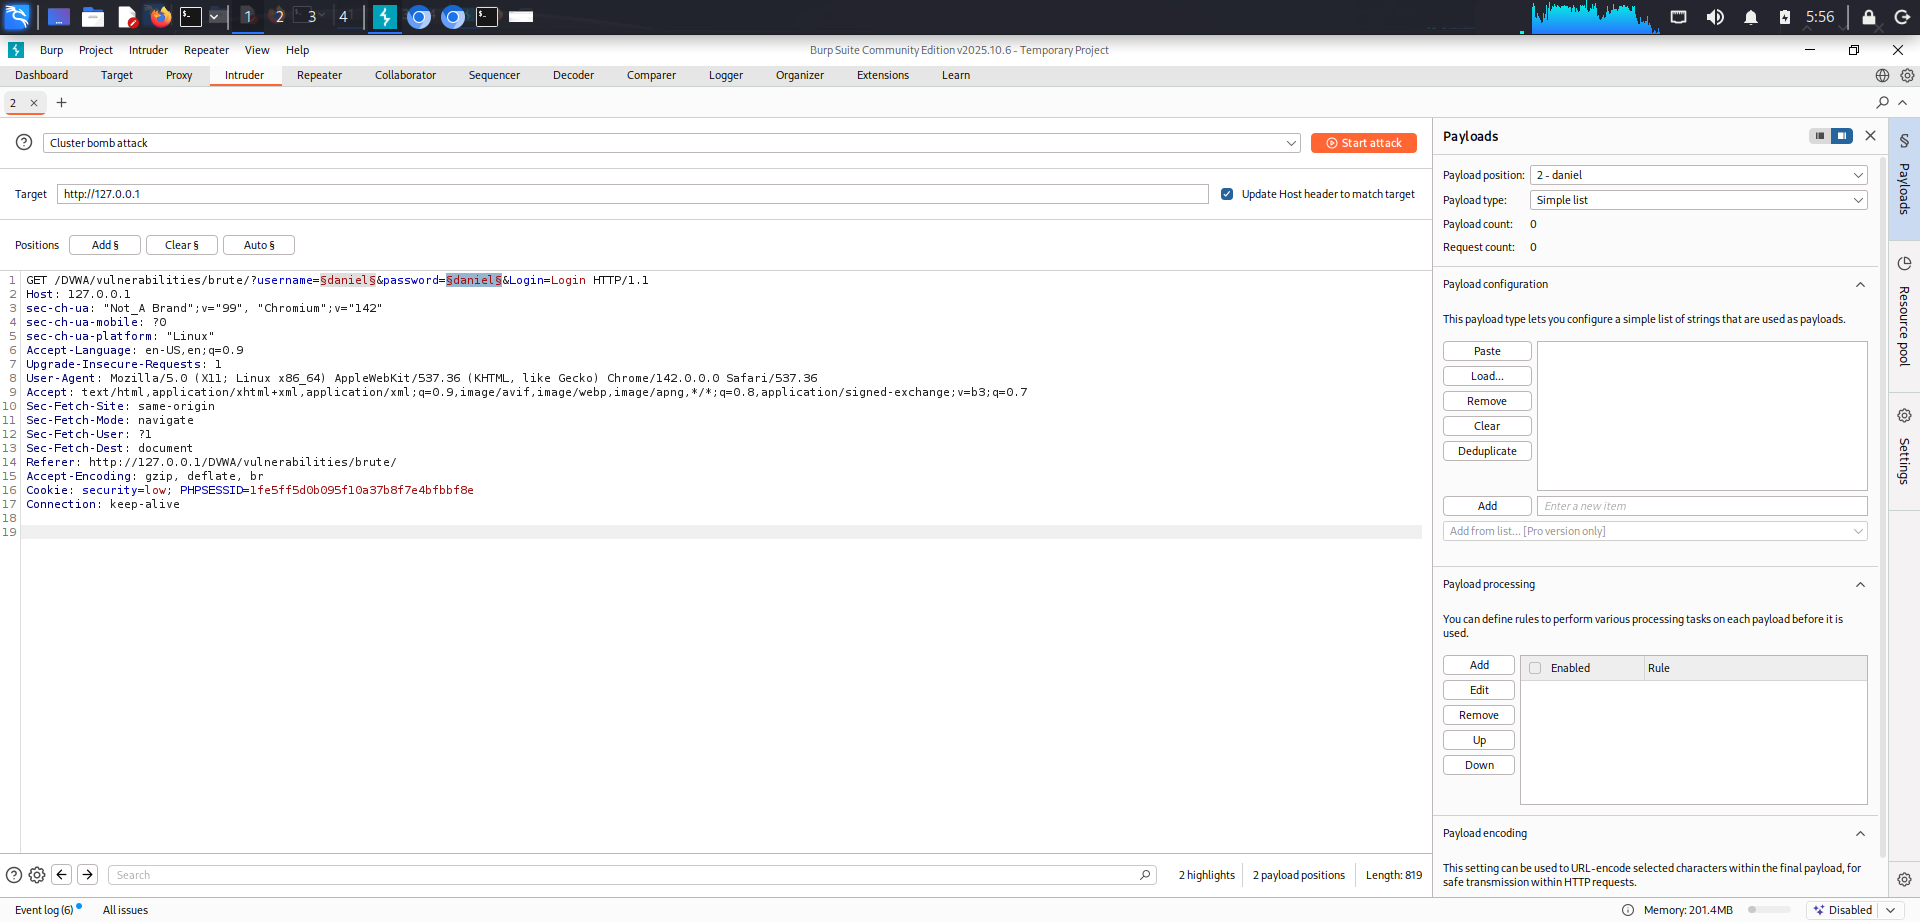 1 2 3 4 5:56
Burp Project Intruder Repeater View Help Burp Suite Community Edition v2025.10.6 - Temporary Project
Dashboard Target Proxy Intruder Repeater Collaborator Sequencer Decoder Comparer Logger Organizer Extensions Learn
2 × +
Cluster bomb attack Start attack
Target http://127.0.0.1 Update Host header to match target
Positions Add § Clear § Auto §
1 GET /DVWA/vulnerabilities/brute/?username=§daniel§&password=§daniel§&Login=Login HTTP/1.1
2 Host: 127.0.0.1
3 sec-ch-ua: "Not_A Brand";v="99", "Chromium";v="142"
4 sec-ch-ua-mobile: ?0
5 sec-ch-ua-platform: "Linux"
6 Accept-Language: en-US,en;q=0.9
7 Upgrade-Insecure-Requests: 1
8 User-Agent: Mozilla/5.0 (X11; Linux x86_64) AppleWebKit/537.36 (KHTML, like Gecko) Chrome/142.0.0.0 Safari/537.36
9 Accept: text/html,application/xhtml+xml,application/xml;q=0.9,image/avif,image/webp,image/apng,*/*;q=0.8,application/signed-exchange;v=b3;q=0.7
10 Sec-Fetch-Site: same-origin
11 Sec-Fetch-Mode: navigate
12 Sec-Fetch-User: ?1
13 Sec-Fetch-Dest: document
14 Referer: http://127.0.0.1/DVWA/vulnerabilities/brute/
15 Accept-Encoding: gzip, deflate, br
16 Cookie: security=low; PHPSESSID=1fe5ff5d0b095f10a37b8f7e4bfbbf8e
17 Connection: keep-alive
18
19
Search 2 highlights 2 payload positions Length: 819
Payloads
Payload position: 2 - daniel
Payload type: Simple list
Payload count: 0
Request count: 0
Payload configuration
This payload type lets you configure a simple list of strings that are used as payloads.
Paste
Load...
Remove
Clear
Deduplicate
Add Enter a new item
Add from list... [Pro version only]
Payload processing
You can define rules to perform various processing tasks on each payload before it is
used.
Add Enabled Rule
Edit
Remove
Up
Down
Payload encoding
This setting can be used to URL-encode selected characters within the final payload, for
safe transmission within HTTP requests.
§ Payloads
Resource pool
Settings
Event log (6) All issues Memory: 201.4MB Disabled